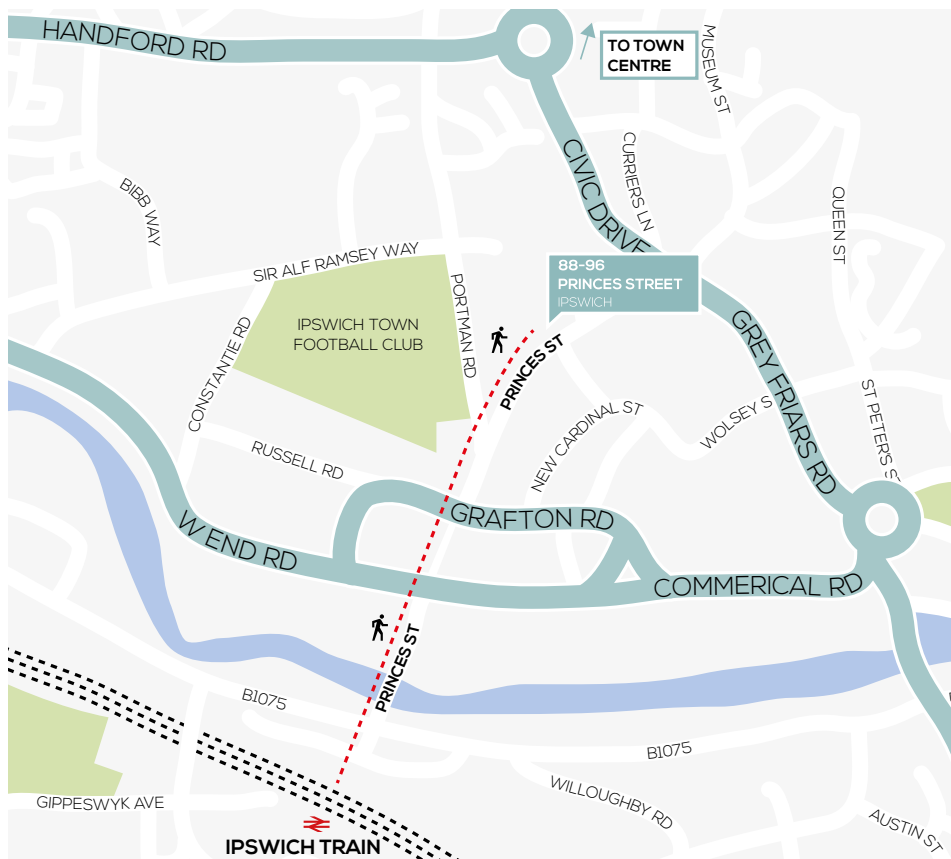 HANDFORD RD
TO TOWN
CENTRE
MUSEUM ST
CURRIERS LN
CIVIC DRIVE
BIBB WAY
QUEEN ST
SIR ALF RAMSEY WAY
88-96
PRINCES STREET
IPSWICH
PORTMAN RD
IPSWICH TOWN
FOOTBALL CLUB
CONSTANTIE RD
PRINCES ST
GREY FRIARS RD
ST PETER'S ST
WOLSEY S
NEW CARDINAL ST
RUSSELL RD
GRAFTON RD
W END RD
COMMERICAL RD
PRINCES ST
B1075
B1075
WILLOUGHBY RD
GIPPESWYK AVE
AUSTIN ST
IPSWICH TRAIN